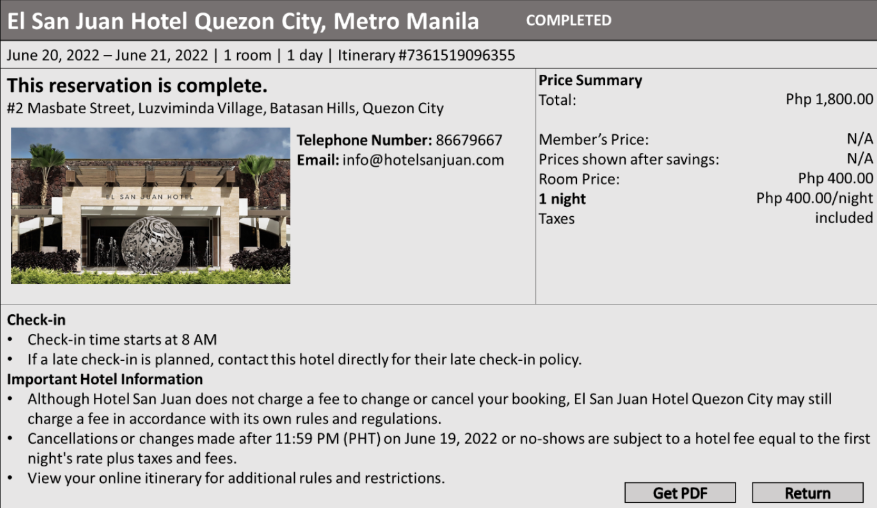 El San Juan Hotel Quezon City, Metro Manila COMPLETED
June 20, 2022 – June 21, 2022 | 1 room | 1 day | Itinerary #7361519096355
This reservation is complete.
#2 Masbate Street, Luzviminda Village, Batasan Hills, Quezon City
EL SAN JUAN HOTEL
Telephone Number: 86679667
Email: info@hotelsanjuan.com
Price Summary
Total: Php 1,800.00
Member's Price: N/A
Prices shown after savings: N/A
Room Price: Php 400.00
1 night Php 400.00/night
Taxes included
Check-in
• Check-in time starts at 8 AM
• If a late check-in is planned, contact this hotel directly for their late check-in policy.
Important Hotel Information
• Although Hotel San Juan does not charge a fee to change or cancel your booking, El San Juan Hotel Quezon City may still
charge a fee in accordance with its own rules and regulations.
• Cancellations or changes made after 11:59 PM (PHT) on June 19, 2022 or no-shows are subject to a hotel fee equal to the first
night's rate plus taxes and fees.
• View your online itinerary for additional rules and restrictions.
Get PDF Return